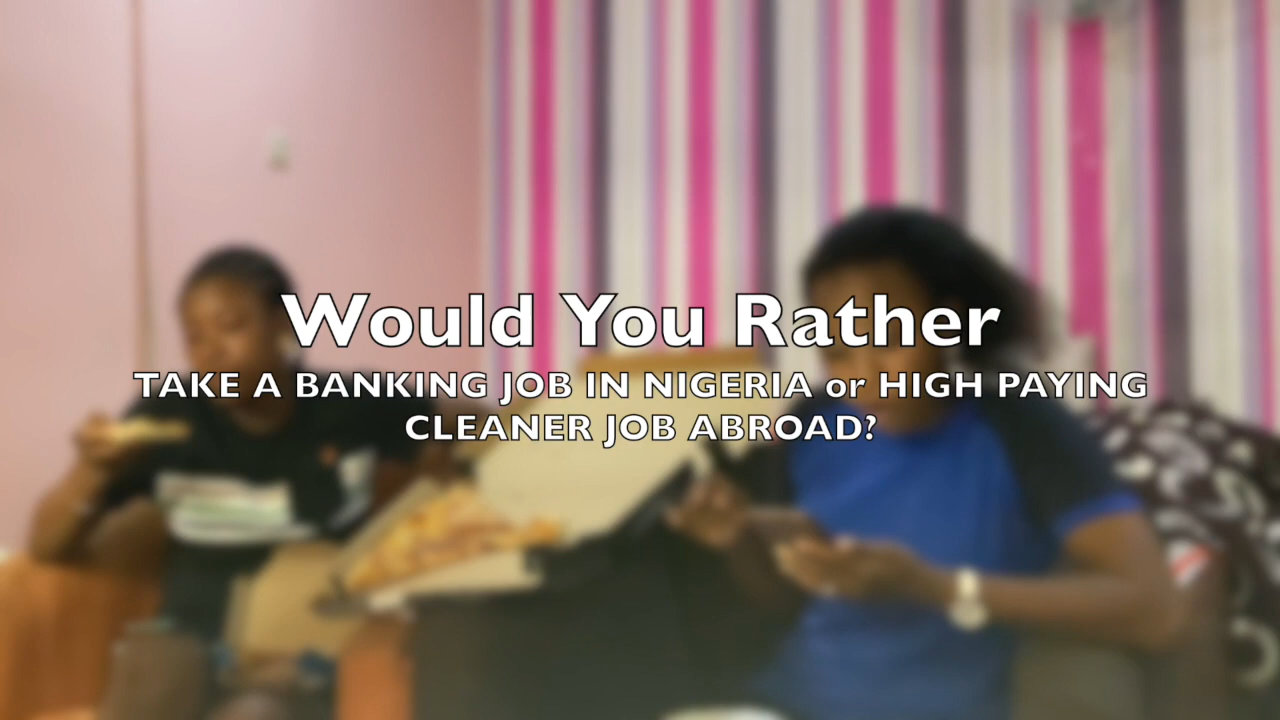 Would You Rather
TAKE A BANKING JOB IN NIGERIA or HIGH PAYING
CLEANER JOB ABROAD?